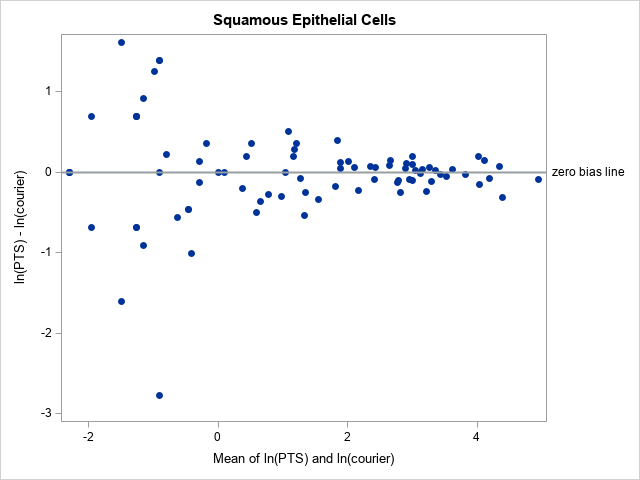 Squamous Epithelial Cells
ln(PTS) - ln(courier)
1
0
-1
-2
-3
zero bias line
-2
0
2
4
Mean of ln(PTS) and ln(courier)